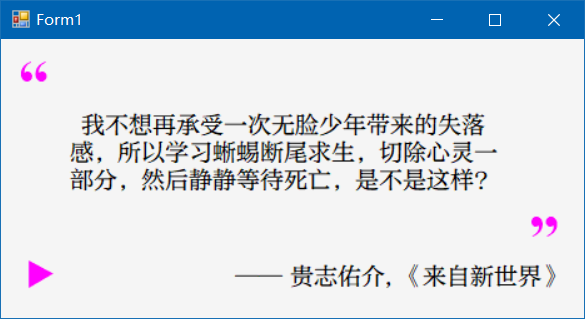 Form1
“
我不想再承受一次无脸少年带来的失落
感，所以学习蜥蜴断尾求生，切除心灵一
部分，然后静静等待死亡，是不是这样？
”
—— 贵志佑介，《来自新世界》